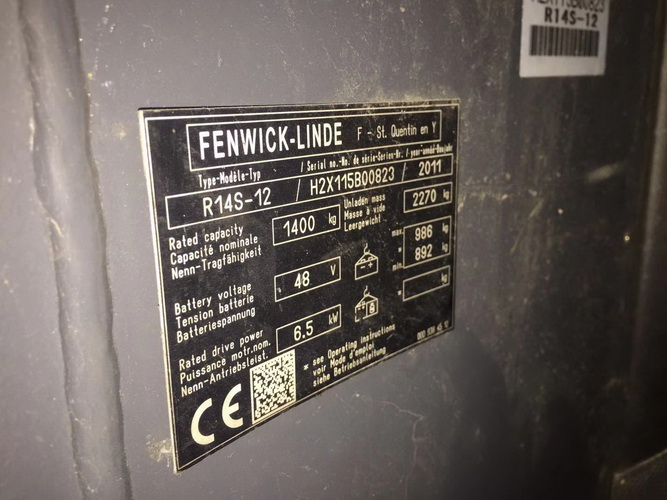 H2X115B00823
R14S-12
FENWICK-LINDE F - St. Quentin en Y
Type-Modèle-Typ / Serial no.-No. de série-Serien-Nr. / year-année-Baujahr
R14S-12 / H2X115B00823 / 2011
Rated capacity
Capacité nominale
Nenn-Tragfähigkeit
1400 kg
Unladen mass
Masse à vide
Leergewicht
2270 kg
Battery voltage
Tension batterie
Batteriespannung
48 V
max. 986 kg
*
min. 892 kg
Rated drive power
Puissance motr.nom.
Nenn-Antriebsleist.
6.5 kW
* kg
CE
* see Operating instructions
voir Mode d'emploi
siehe Betriebsanleitung